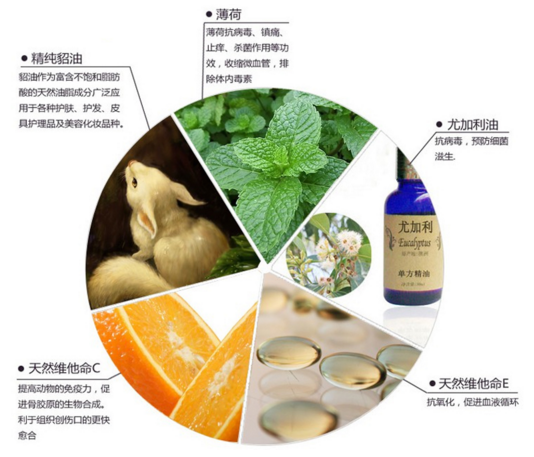 薄荷
薄荷抗病毒、镇痛、
止痒、杀菌作用等功
效，收缩微血管，排
除体内毒素
精纯貂油
貂油作为富含不饱和脂肪
酸的天然油脂成分广泛应
用于各种护肤、护发、皮
具护理品及美容化妆品种。
尤加利油
抗病毒，预防细菌
滋生.
尤加利
Eucalyptus
单方精油
天然维他命C
提高动物的免疫力，促
进骨胶原的生物合成。
利于组织创伤口的更快
愈合
天然维他命E
抗氧化，促进血液循环